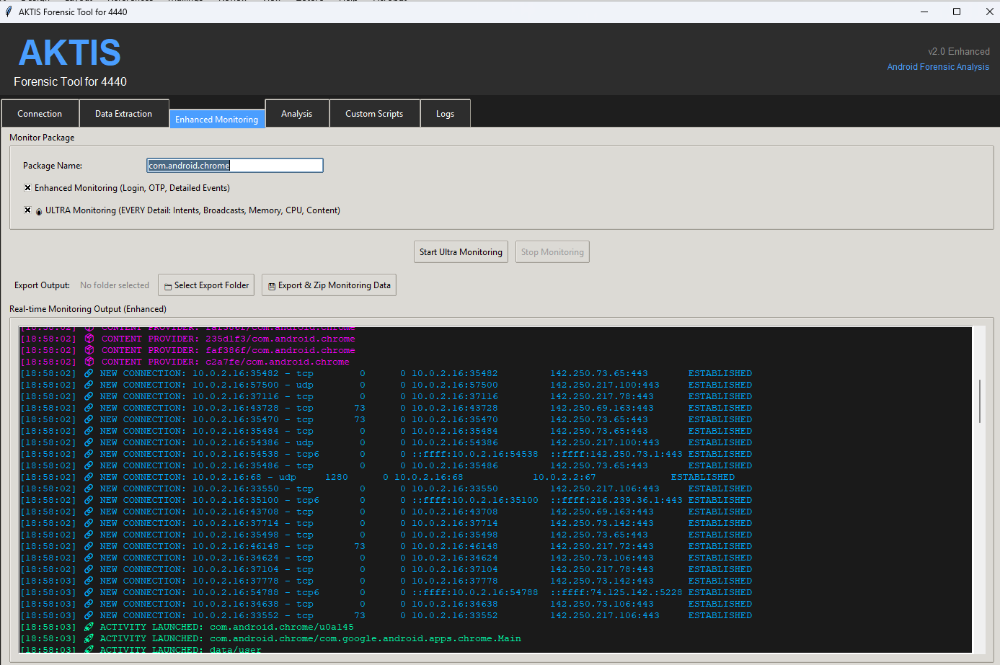 AKTIS Forensic Tool for 4440
AKTIS
Forensic Tool for 4440
v2.0 Enhanced
Android Forensic Analysis
Connection Data Extraction Enhanced Monitoring Analysis Custom Scripts Logs
Monitor Package
Package Name: com.android.chrome
Enhanced Monitoring (Login, OTP, Detailed Events)
ULTRA Monitoring (EVERY Detail: Intents, Broadcasts, Memory, CPU, Content)
Start Ultra Monitoring Stop Monitoring
Export Output: No folder selected Select Export Folder Export & Zip Monitoring Data
Real-time Monitoring Output (Enhanced)
[18:58:02] CONTENT PROVIDER: faf386f/com.android.chrome
[18:58:02] CONTENT PROVIDER: 235d1f3/com.android.chrome
[18:58:02] CONTENT PROVIDER: faf386f/com.android.chrome
[18:58:02] CONTENT PROVIDER: c2a7fe/com.android.chrome
[18:58:02] NEW CONNECTION: 10.0.2.16:35482 - tcp 0 0 10.0.2.16:35482 142.250.73.65:443 ESTABLISHED
[18:58:02] NEW CONNECTION: 10.0.2.16:57500 - udp 0 0 10.0.2.16:57500 142.250.217.100:443 ESTABLISHED
[18:58:02] NEW CONNECTION: 10.0.2.16:37116 - tcp 0 0 10.0.2.16:37116 142.250.217.78:443 ESTABLISHED
[18:58:02] NEW CONNECTION: 10.0.2.16:43728 - tcp 73 0 10.0.2.16:43728 142.250.69.163:443 ESTABLISHED
[18:58:02] NEW CONNECTION: 10.0.2.16:35470 - tcp 73 0 10.0.2.16:35470 142.250.73.65:443 ESTABLISHED
[18:58:02] NEW CONNECTION: 10.0.2.16:35484 - tcp 0 0 10.0.2.16:35484 142.250.73.65:443 ESTABLISHED
[18:58:02] NEW CONNECTION: 10.0.2.16:54386 - udp 0 0 10.0.2.16:54386 142.250.217.100:443 ESTABLISHED
[18:58:02] NEW CONNECTION: 10.0.2.16:54538 - tcp6 0 0 ::ffff:10.0.2.16:54538 ::ffff:142.250.73.1:443 ESTABLISHED
[18:58:02] NEW CONNECTION: 10.0.2.16:35486 - tcp 0 0 10.0.2.16:35486 142.250.73.65:443 ESTABLISHED
[18:58:02] NEW CONNECTION: 10.0.2.16:68 - udp 1280 0 10.0.2.16:68 10.0.2.2:67 ESTABLISHED
[18:58:02] NEW CONNECTION: 10.0.2.16:33550 - tcp 0 0 10.0.2.16:33550 142.250.217.106:443 ESTABLISHED
[18:58:02] NEW CONNECTION: 10.0.2.16:35100 - tcp6 0 0 ::ffff:10.0.2.16:35100 ::ffff:216.239.36.1:443 ESTABLISHED
[18:58:02] NEW CONNECTION: 10.0.2.16:43708 - tcp 0 0 10.0.2.16:43708 142.250.69.163:443 ESTABLISHED
[18:58:02] NEW CONNECTION: 10.0.2.16:37714 - tcp 0 0 10.0.2.16:37714 142.250.73.142:443 ESTABLISHED
[18:58:02] NEW CONNECTION: 10.0.2.16:35498 - tcp 0 0 10.0.2.16:35498 142.250.73.65:443 ESTABLISHED
[18:58:02] NEW CONNECTION: 10.0.2.16:46148 - tcp 73 0 10.0.2.16:46148 142.250.217.72:443 ESTABLISHED
[18:58:02] NEW CONNECTION: 10.0.2.16:34624 - tcp 0 0 10.0.2.16:34624 142.250.73.106:443 ESTABLISHED
[18:58:02] NEW CONNECTION: 10.0.2.16:37104 - tcp 0 0 10.0.2.16:37104 142.250.217.78:443 ESTABLISHED
[18:58:03] NEW CONNECTION: 10.0.2.16:37778 - tcp 0 0 10.0.2.16:37778 142.250.73.142:443 ESTABLISHED
[18:58:03] NEW CONNECTION: 10.0.2.16:54788 - tcp6 0 0 ::ffff:10.0.2.16:54788 ::ffff:74.125.142.:5228 ESTABLISHED
[18:58:03] NEW CONNECTION: 10.0.2.16:34638 - tcp 0 0 10.0.2.16:34638 142.250.73.106:443 ESTABLISHED
[18:58:03] NEW CONNECTION: 10.0.2.16:33552 - tcp 73 0 10.0.2.16:33552 142.250.217.106:443 ESTABLISHED
[18:58:03] ACTIVITY LAUNCHED: com.android.chrome/u0a145
[18:58:03] ACTIVITY LAUNCHED: com.android.chrome/com.google.android.apps.chrome.Main
[18:58:03] ACTIVITY LAUNCHED: data/user